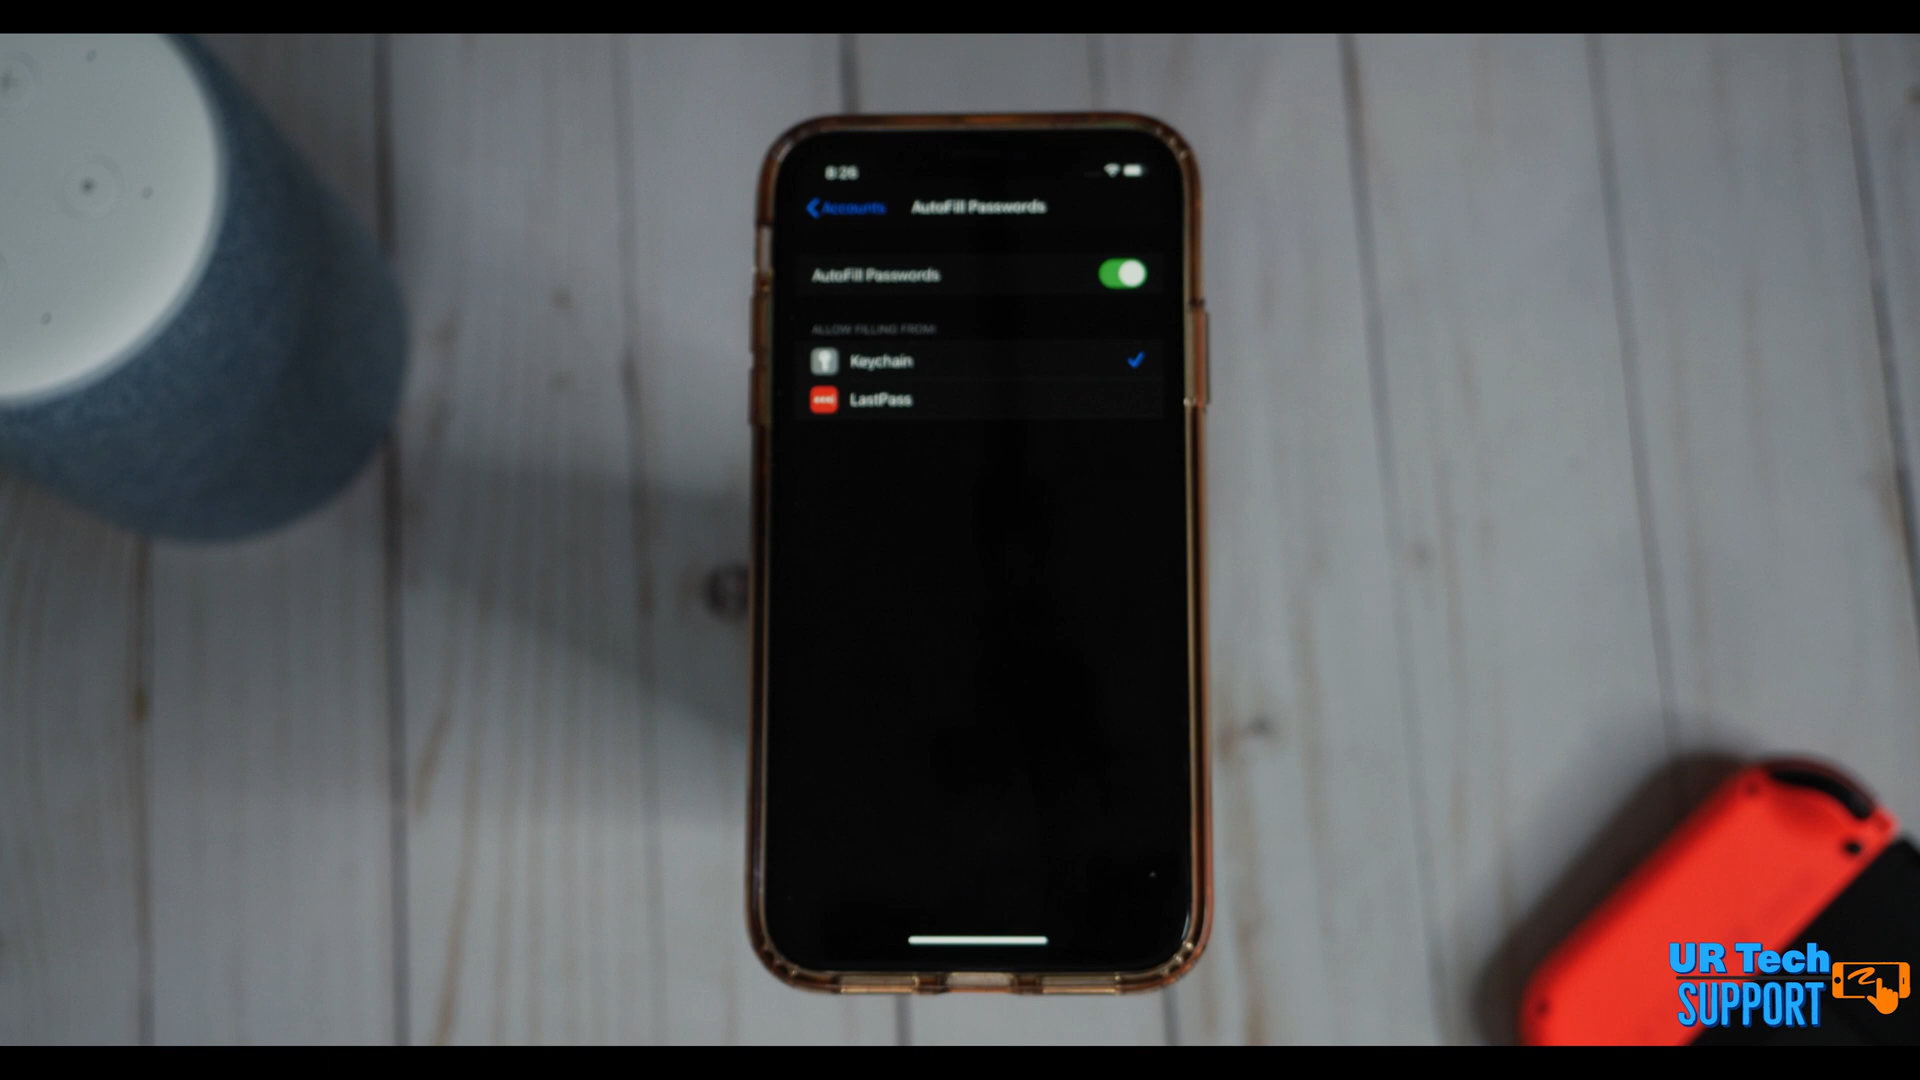 8:26
Accounts
AutoFill Passwords
AutoFill Passwords
ALLOW FILLING FROM:
Keychain
LastPass
UR Tech
SUPPORT